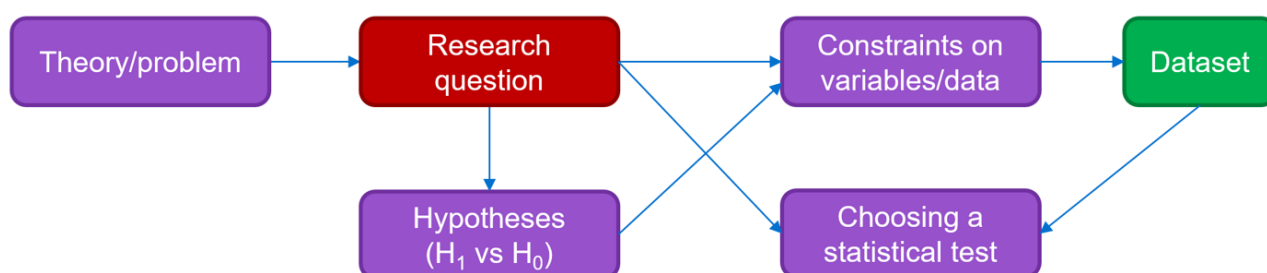 Theory/problem
Research
question
Constraints on
variables/data
Dataset
Hypotheses
(H₁ vs H₀)
Choosing a
statistical test